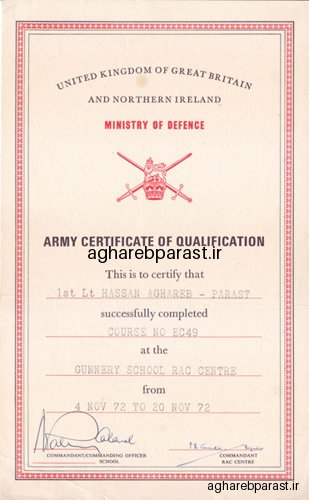 UNITED KINGDOM OF GREAT BRITAIN
AND NORTHERN IRELAND
MINISTRY OF DEFENCE
ARMY CERTIFICATE OF QUALIFICATION
agharebparast.ir
This is to certify that
1st Lt HASSAN AGHAREB - PARAST
successfully completed
COURSE NO EC49
at the
GUNNERY SCHOOL RAC CENTRE
from
4 NOV 72 TO 20 NOV 72
COMMANDANT/COMMANDING OFFICER
SCHOOL
COMMANDANT
RAC CENTRE
agharebparast.ir
agharebparast.ir